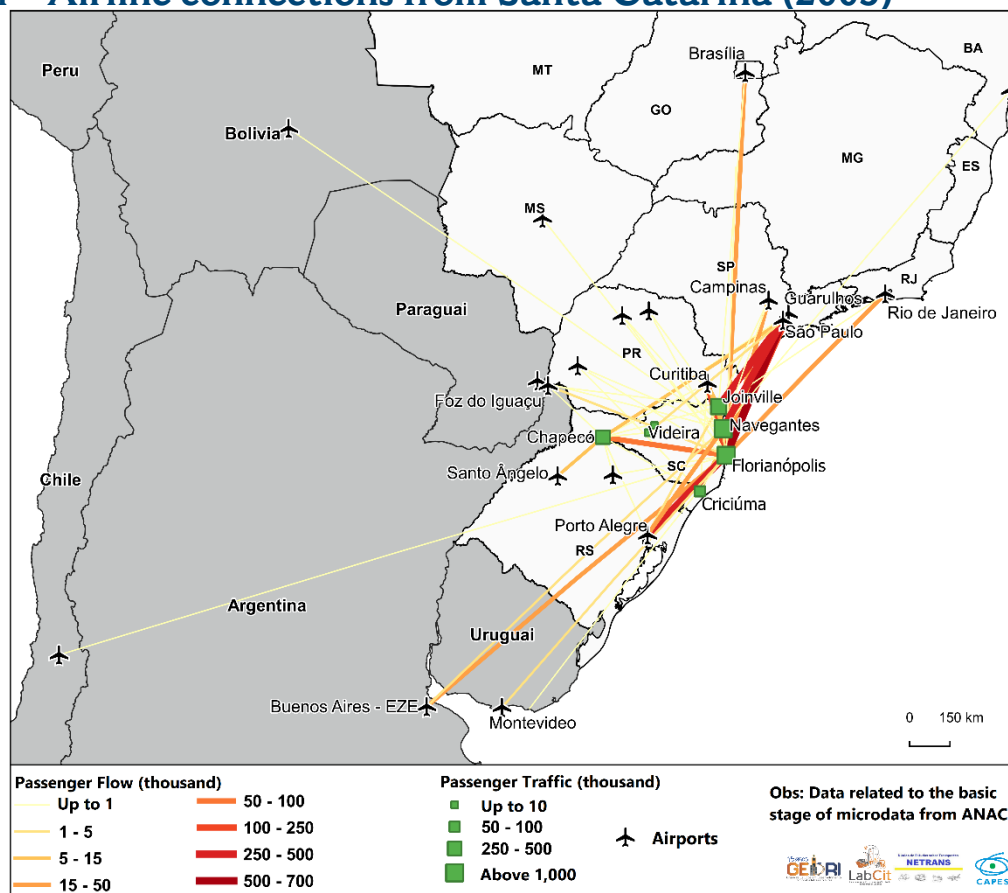 Airline connections from Santa Catarina (2003)
Peru
MT
Brasília
BA
GO
Bolivia
MG
ES
MS
SP
RJ
Campinas
Guarulhos
Rio de Janeiro
São Paulo
Paraguai
PR
Curitiba
Foz do Iguaçu
Joinville
Navegantes
Chapecó
Videira
Florianópolis
SC
Santo Ângelo
Chile
Criciúma
Porto Alegre
RS
Argentina
Uruguai
Buenos Aires - EZE
Montevideo
0 150 km
Passenger Flow (thousand)
Up to 1
1 - 5
5 - 15
15 - 50
50 - 100
100 - 250
250 - 500
500 - 700
Passenger Traffic (thousand)
Up to 10
50 - 100
250 - 500
Above 1,000
Airports
Obs: Data related to the basic
stage of microdata from ANAC
GEDRI
LabCit
NETRANS
CAPES